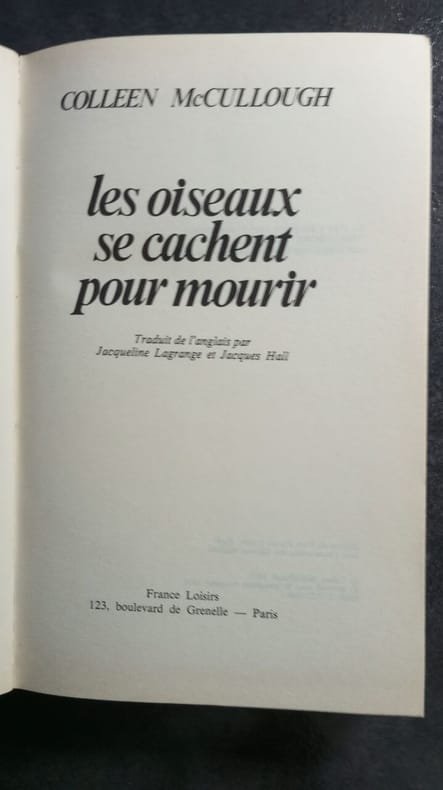 COLLEEN McCULLOUGH
les oiseaux
se cachent
pour mourir
Traduit de l'anglais par
Jacqueline Lagrange et Jacques Hall
France Loisirs
123, boulevard de Grenelle — Paris